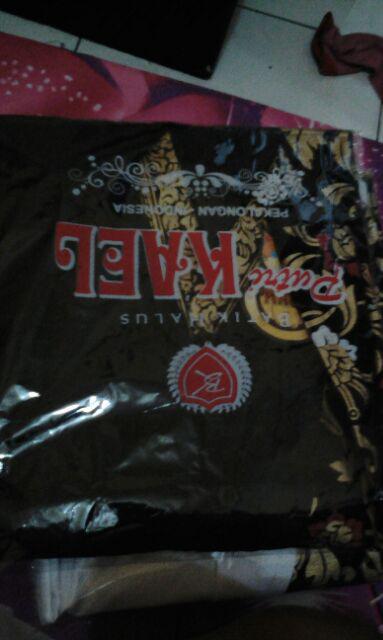 BATIK HALUS
Putri KAEL
PEKALONGAN - INDONESIA